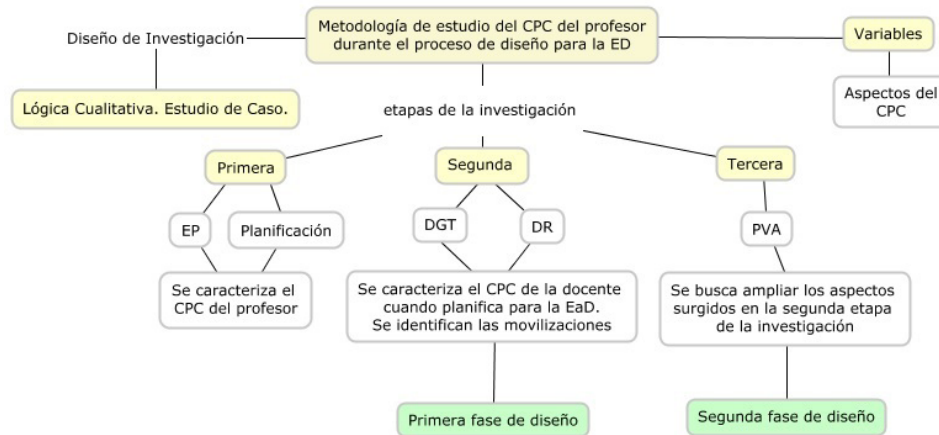 Metodología de estudio del CPC del profesor
durante el proceso de diseño para la ED
Diseño de Investigación
Variables
Lógica Cualitativa. Estudio de Caso.
Aspectos del
CPC
etapas de la investigación
Primera
Segunda
Tercera
EP
Planificación
DGT
DR
PVA
Se caracteriza el
CPC del profesor
Se caracteriza el CPC de la docente
cuando planifica para la EaD.
Se identifican las movilizaciones
Se busca ampliar los aspectos
surgidos en la segunda etapa
de la investigación
Primera fase de diseño
Segunda fase de diseño